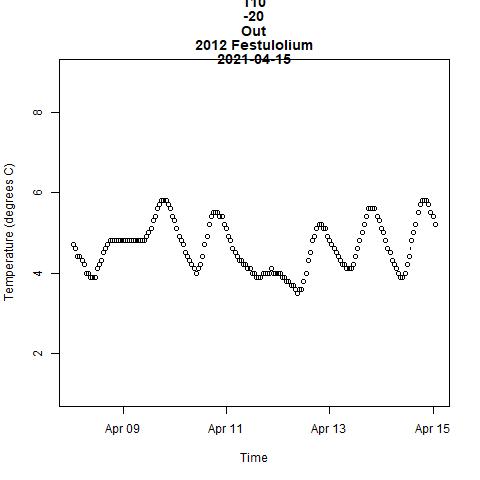 110
-20
Out
2012 Festulolium
2021-04-15
Temperature (degrees C)
8
6
4
2
Apr 09
Apr 11
Apr 13
Apr 15
Time